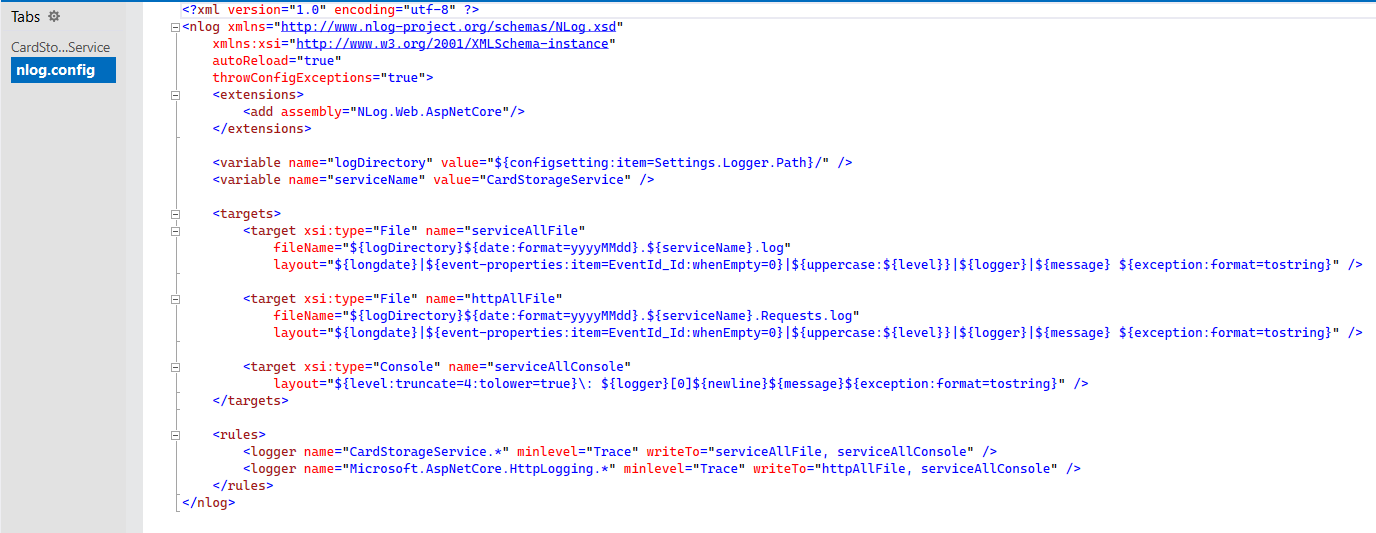 Tabs
CardSto...Service
nlog.config
<?xml version="1.0" encoding="utf-8" ?>
<nlog xmlns="http://www.nlog-project.org/schemas/NLog.xsd"
    xmlns:xsi="http://www.w3.org/2001/XMLSchema-instance"
    autoReload="true"
    throwConfigExceptions="true">
    <extensions>
        <add assembly="NLog.Web.AspNetCore"/>
    </extensions>

    <variable name="logDirectory" value="${configsetting:item=Settings.Logger.Path}/" />
    <variable name="serviceName" value="CardStorageService" />

    <targets>
        <target xsi:type="File" name="serviceAllFile"
            fileName="${logDirectory}${date:format=yyyyMMdd}.${serviceName}.log"
            layout="${longdate}|${event-properties:item=EventId_Id:whenEmpty=0}|${uppercase:${level}}|${logger}|${message} ${exception:format=tostring}" />

        <target xsi:type="File" name="httpAllFile"
            fileName="${logDirectory}${date:format=yyyyMMdd}.${serviceName}.Requests.log"
            layout="${longdate}|${event-properties:item=EventId_Id:whenEmpty=0}|${uppercase:${level}}|${logger}|${message} ${exception:format=tostring}" />

        <target xsi:type="Console" name="serviceAllConsole"
            layout="${level:truncate=4:tolower=true}\: ${logger}[0]${newline}${message}${exception:format=tostring}" />
    </targets>

    <rules>
        <logger name="CardStorageService.*" minlevel="Trace" writeTo="serviceAllFile, serviceAllConsole" />
        <logger name="Microsoft.AspNetCore.HttpLogging.*" minlevel="Trace" writeTo="httpAllFile, serviceAllConsole" />
    </rules>
</nlog>